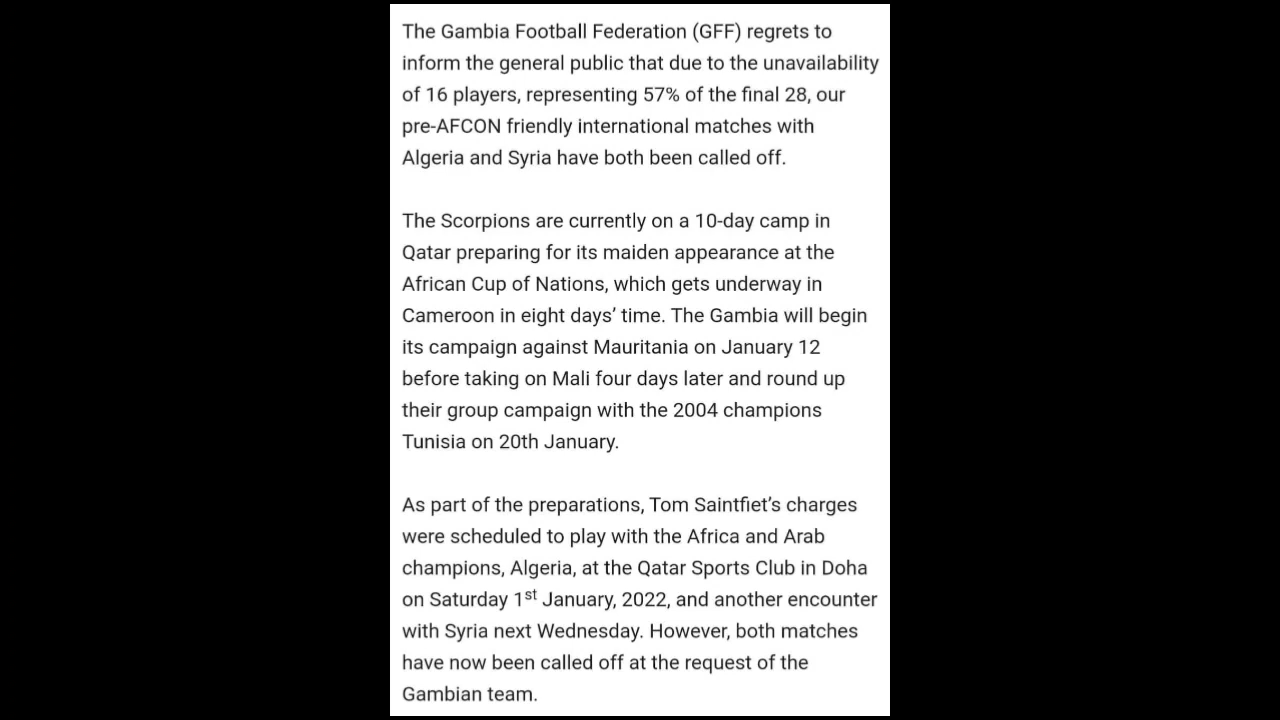 The Gambia Football Federation (GFF) regrets to
inform the general public that due to the unavailability
of 16 players, representing 57% of the final 28, our
pre-AFCON friendly international matches with
Algeria and Syria have both been called off.
The Scorpions are currently on a 10-day camp in
Qatar preparing for its maiden appearance at the
African Cup of Nations, which gets underway in
Cameroon in eight days’ time. The Gambia will begin
its campaign against Mauritania on January 12
before taking on Mali four days later and round up
their group campaign with the 2004 champions
Tunisia on 20th January.
As part of the preparations, Tom Saintfiet’s charges
were scheduled to play with the Africa and Arab
champions, Algeria, at the Qatar Sports Club in Doha
on Saturday 1st January, 2022, and another encounter
with Syria next Wednesday. However, both matches
have now been called off at the request of the
Gambian team.